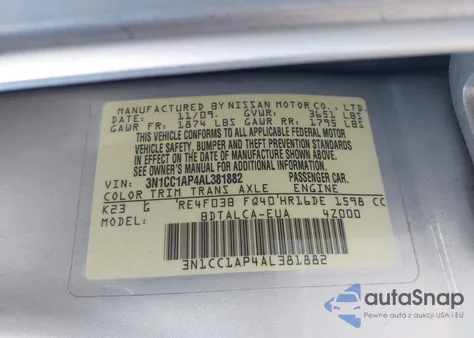 MANUFACTURED BY NISSAN MOTOR CO., LTD.
DATE: 11/09. GVWR: 3651 LBS
GAWR FR: 1874 LBS GAWR RR: 1795 LBS
THIS VEHICLE CONFORMS TO ALL APPLICABLE FEDERAL MOTOR
VEHICLE SAFETY, BUMPER AND THEFT PREVENTION STANDARDS
IN EFFECT ON THE DATE OF MANUFACTURE SHOWN ABOVE.
SEE OWNER'S MANUAL FOR ADDITIONAL INFORMATION
VIN: 3N1CC1AP4AL381882 PASSENGER CAR.
COLOR TRIM TRANS AXLE ENGINE
K23 G RE4F03B FQ40 HR16DE 1598 CC
MODEL: BDTALCA-EUA 4Z000
3N1CC1AP4AL381882
autoSnap
Pewne auta z USA i EU